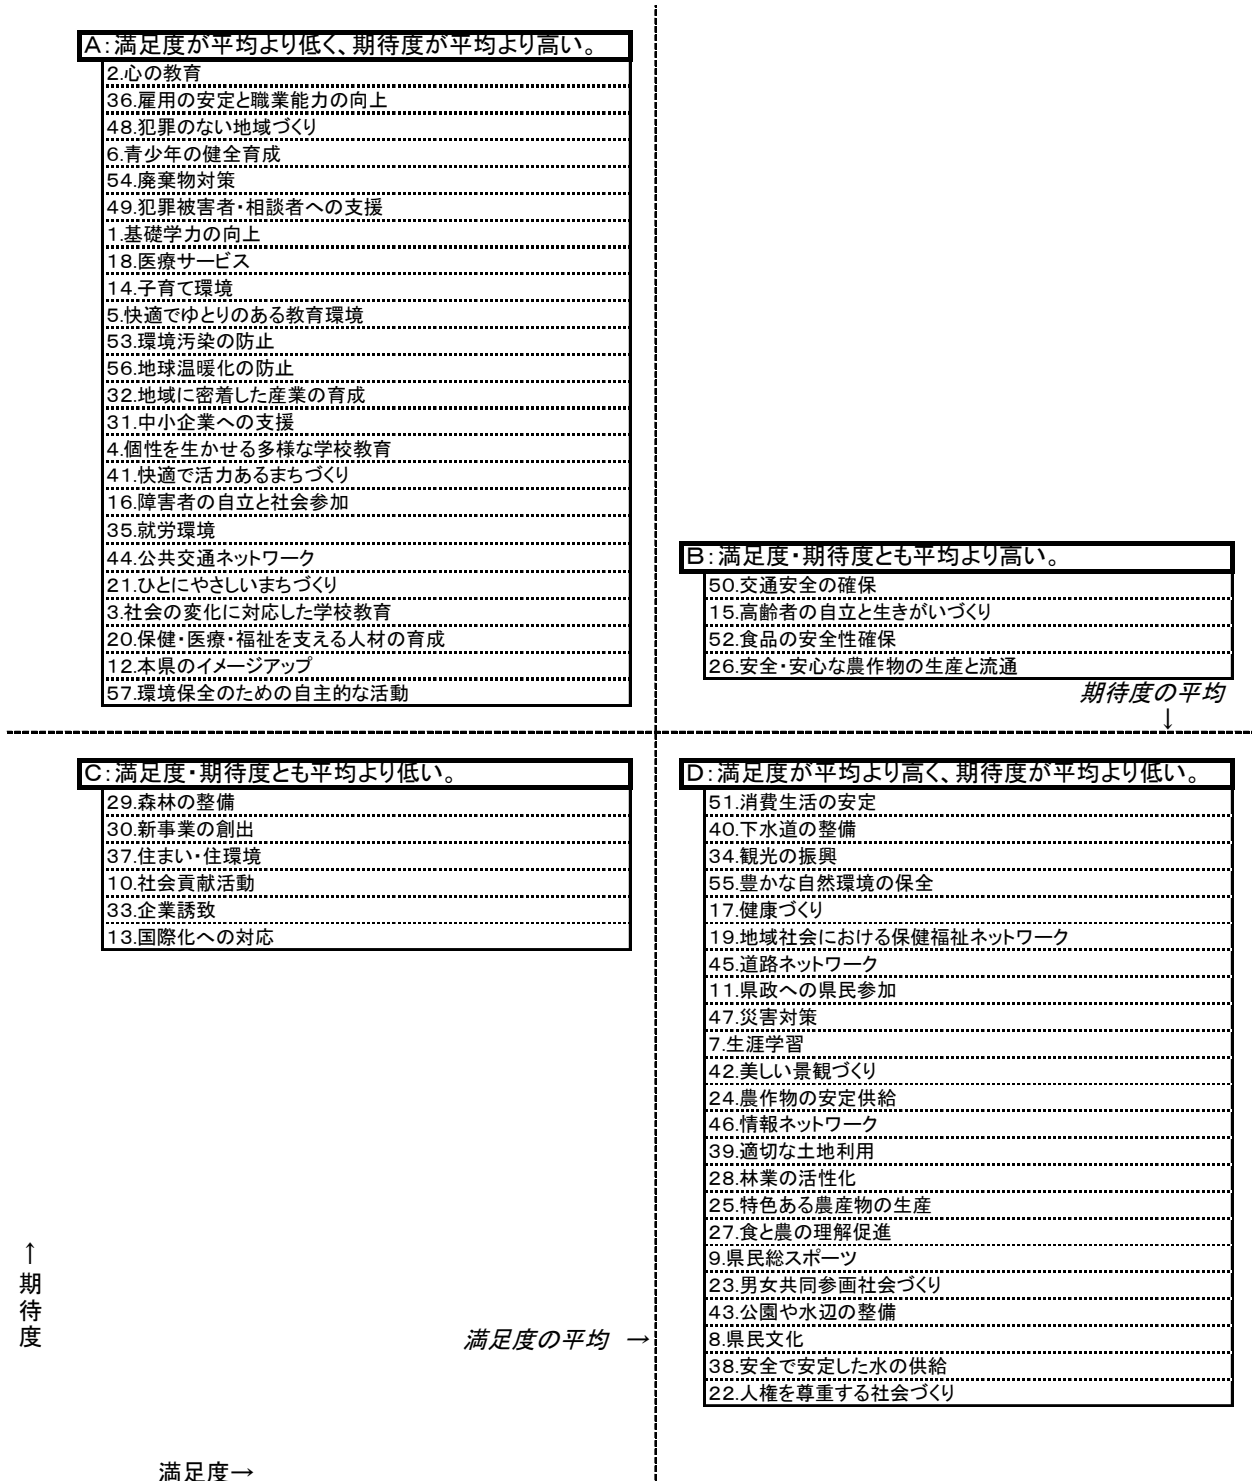 A:満足度が平均より低く、期待度が平均より高い。
2.心の教育
36.雇用の安定と職業能力の向上
48.犯罪のない地域づくり
6.青少年の健全育成
54.廃棄物対策
49.犯罪被害者・相談者への支援
1.基礎学力の向上
18.医療サービス
14.子育て環境
5.快適でゆとりのある教育環境
53.環境汚染の防止
56.地球温暖化の防止
32.地域に密着した産業の育成
31.中小企業への支援
4.個性を生かせる多様な学校教育
41.快適で活力あるまちづくり
16.障害者の自立と社会参加
35.就労環境
44.公共交通ネットワーク
21.ひとにやさしいまちづくり
3.社会の変化に対応した学校教育
20.保健・医療・福祉を支える人材の育成
12.本県のイメージアップ
57.環境保全のための自主的な活動
B:満足度・期待度とも平均より高い。
50.交通安全の確保
15.高齢者の自立と生きがいづくり
52.食品の安全性確保
26.安全・安心な農作物の生産と流通
期待度の平均
↓
C:満足度・期待度とも平均より低い。
29.森林の整備
30.新事業の創出
37.住まい・住環境
10.社会貢献活動
33.企業誘致
13.国際化への対応
D:満足度が平均より高く、期待度が平均より低い。
51.消費生活の安定
40.下水道の整備
34.観光の振興
55.豊かな自然環境の保全
17.健康づくり
19.地域社会における保健福祉ネットワーク
45.道路ネットワーク
11.県政への県民参加
47.災害対策
7.生涯学習
42.美しい景観づくり
24.農作物の安定供給
46.情報ネットワーク
39.適切な土地利用
28.林業の活性化
25.特色ある農産物の生産
27.食と農の理解促進
9.県民総スポーツ
23.男女共同参画社会づくり
43.公園や水辺の整備
8.県民文化
38.安全で安定した水の供給
22.人権を尊重する社会づくり
↑期待度
満足度の平均 →
満足度→